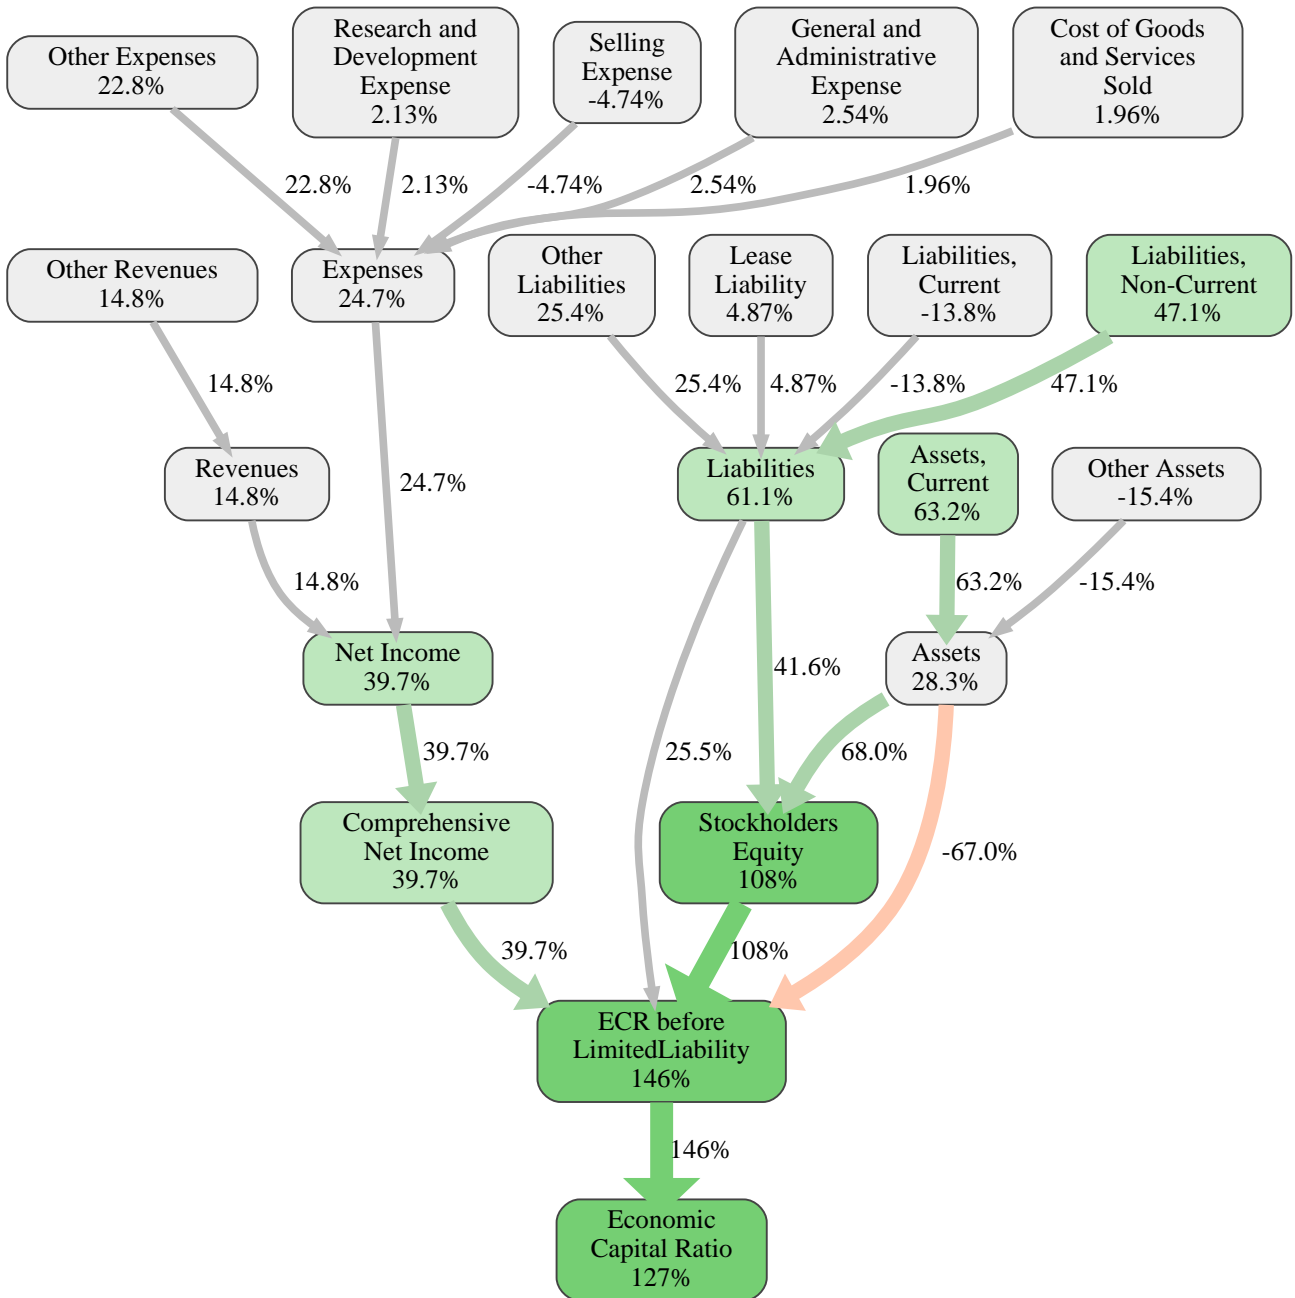 Other Expenses
22.8%
Research and
Development
Expense
2.13%
Selling
Expense
-4.74%
General and
Administrative
Expense
2.54%
Cost of Goods
and Services
Sold
1.96%
22.8%
2.13%
-4.74%
2.54%
1.96%
Other Revenues
14.8%
Expenses
24.7%
Other
Liabilities
25.4%
Lease
Liability
4.87%
Liabilities,
Current
-13.8%
Liabilities,
Non-Current
47.1%
14.8%
25.4%
4.87%
-13.8%
47.1%
Revenues
14.8%
24.7%
Liabilities
61.1%
Assets,
Current
63.2%
Other Assets
-15.4%
14.8%
63.2%
-15.4%
Net Income
39.7%
41.6%
Assets
28.3%
39.7%
25.5%
68.0%
Comprehensive
Net Income
39.7%
Stockholders
Equity
108%
-67.0%
39.7%
108%
ECR before
LimitedLiability
146%
146%
Economic
Capital Ratio
127%